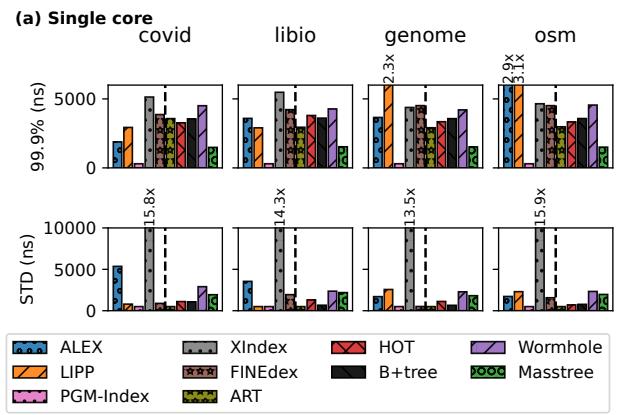 (a) Single core
covid libio genome osm
2.3x 2.9x 3.1x
99.9% (ns)
5000
0
15.8x 14.3x 13.5x 15.9x
STD (ns)
10000
5000
0
ALEX XIndex HOT Wormhole
LIPP FINEdex B+tree Masstree
PGM-Index ART